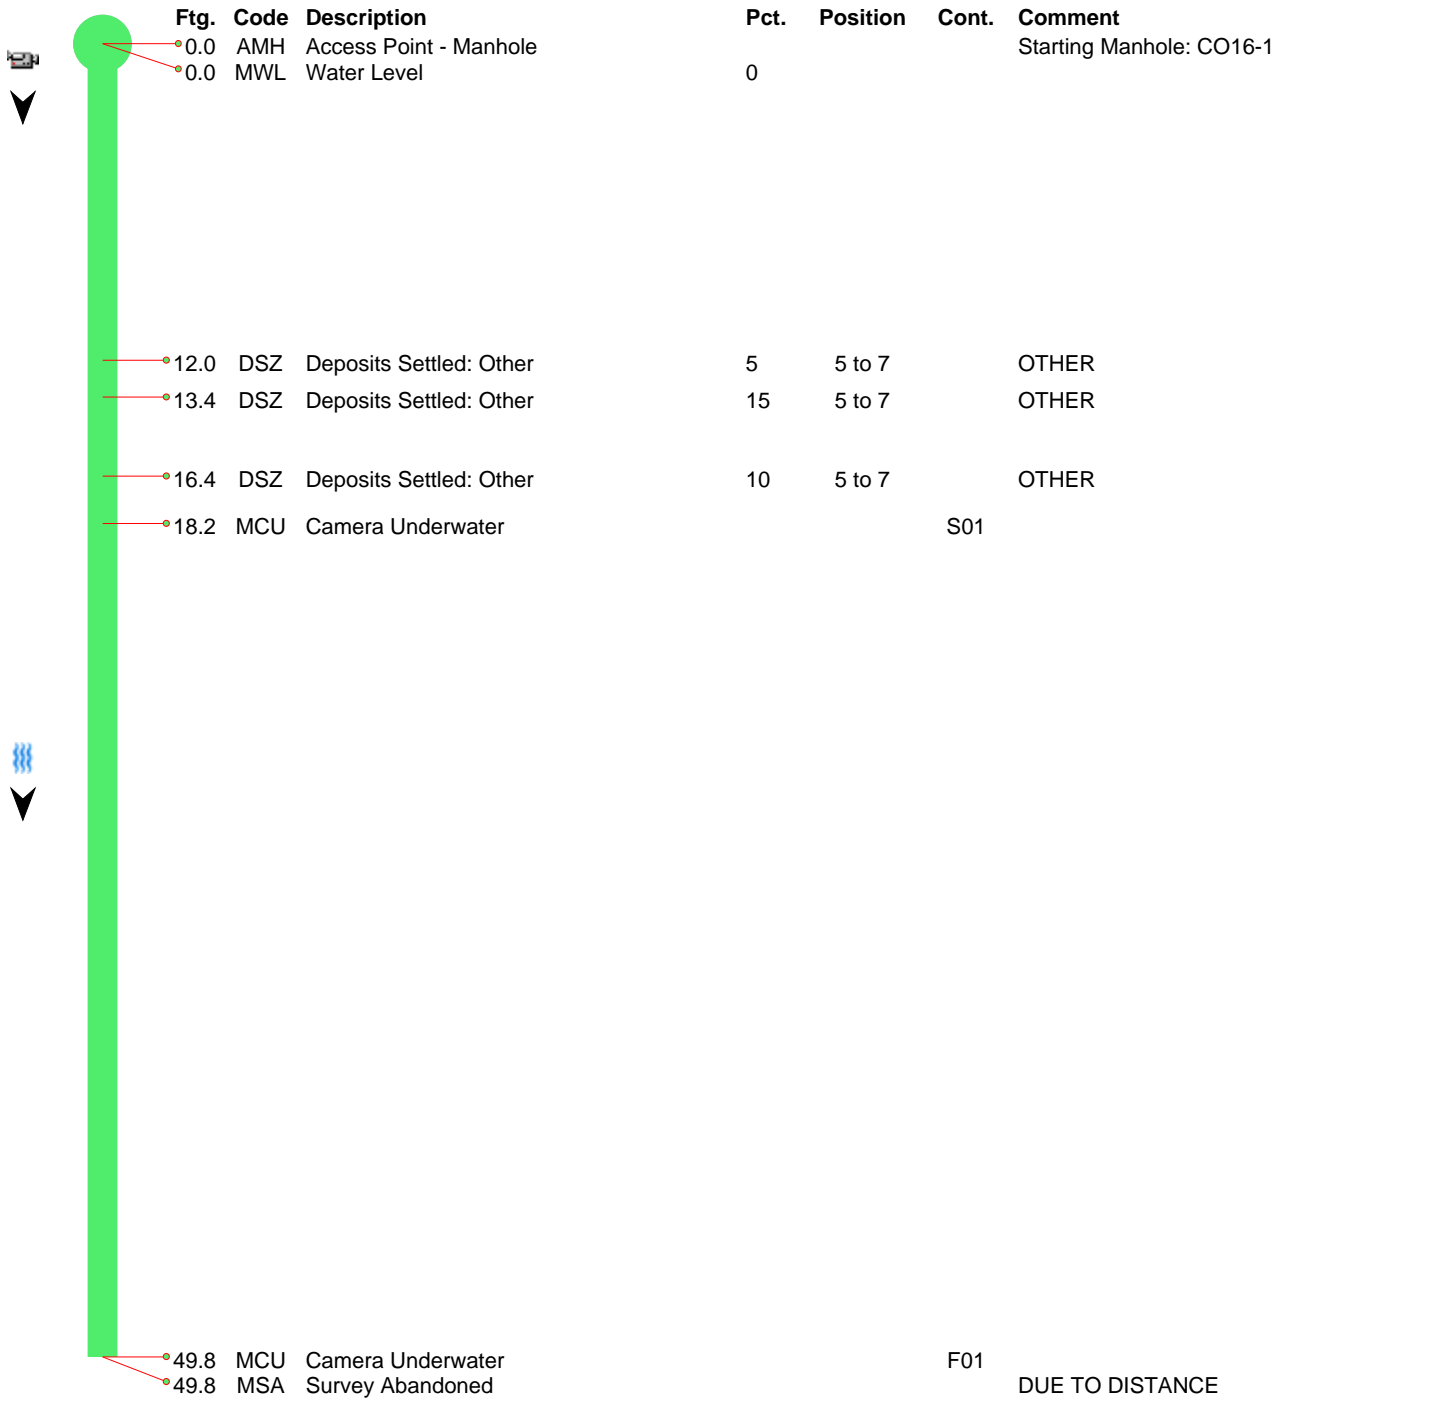 Ftg. Code Description Pct. Position Cont. Comment
0.0 AMH Access Point - Manhole Starting Manhole: CO16-1
0.0 MWL Water Level 0
12.0 DSZ Deposits Settled: Other 5 5 to 7 OTHER
13.4 DSZ Deposits Settled: Other 15 5 to 7 OTHER
16.4 DSZ Deposits Settled: Other 10 5 to 7 OTHER
18.2 MCU Camera Underwater S01
49.8 MCU Camera Underwater F01
49.8 MSA Survey Abandoned DUE TO DISTANCE